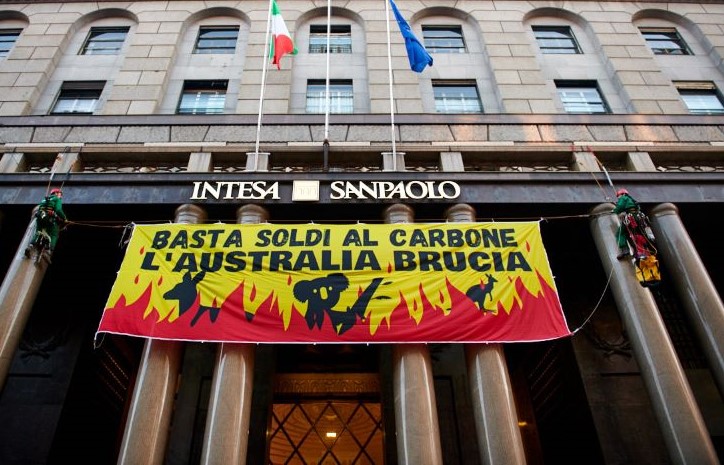 INTESA SANPAOLO
BASTA SOLDI AL CARBONE
L'AUSTRALIA BRUCIA